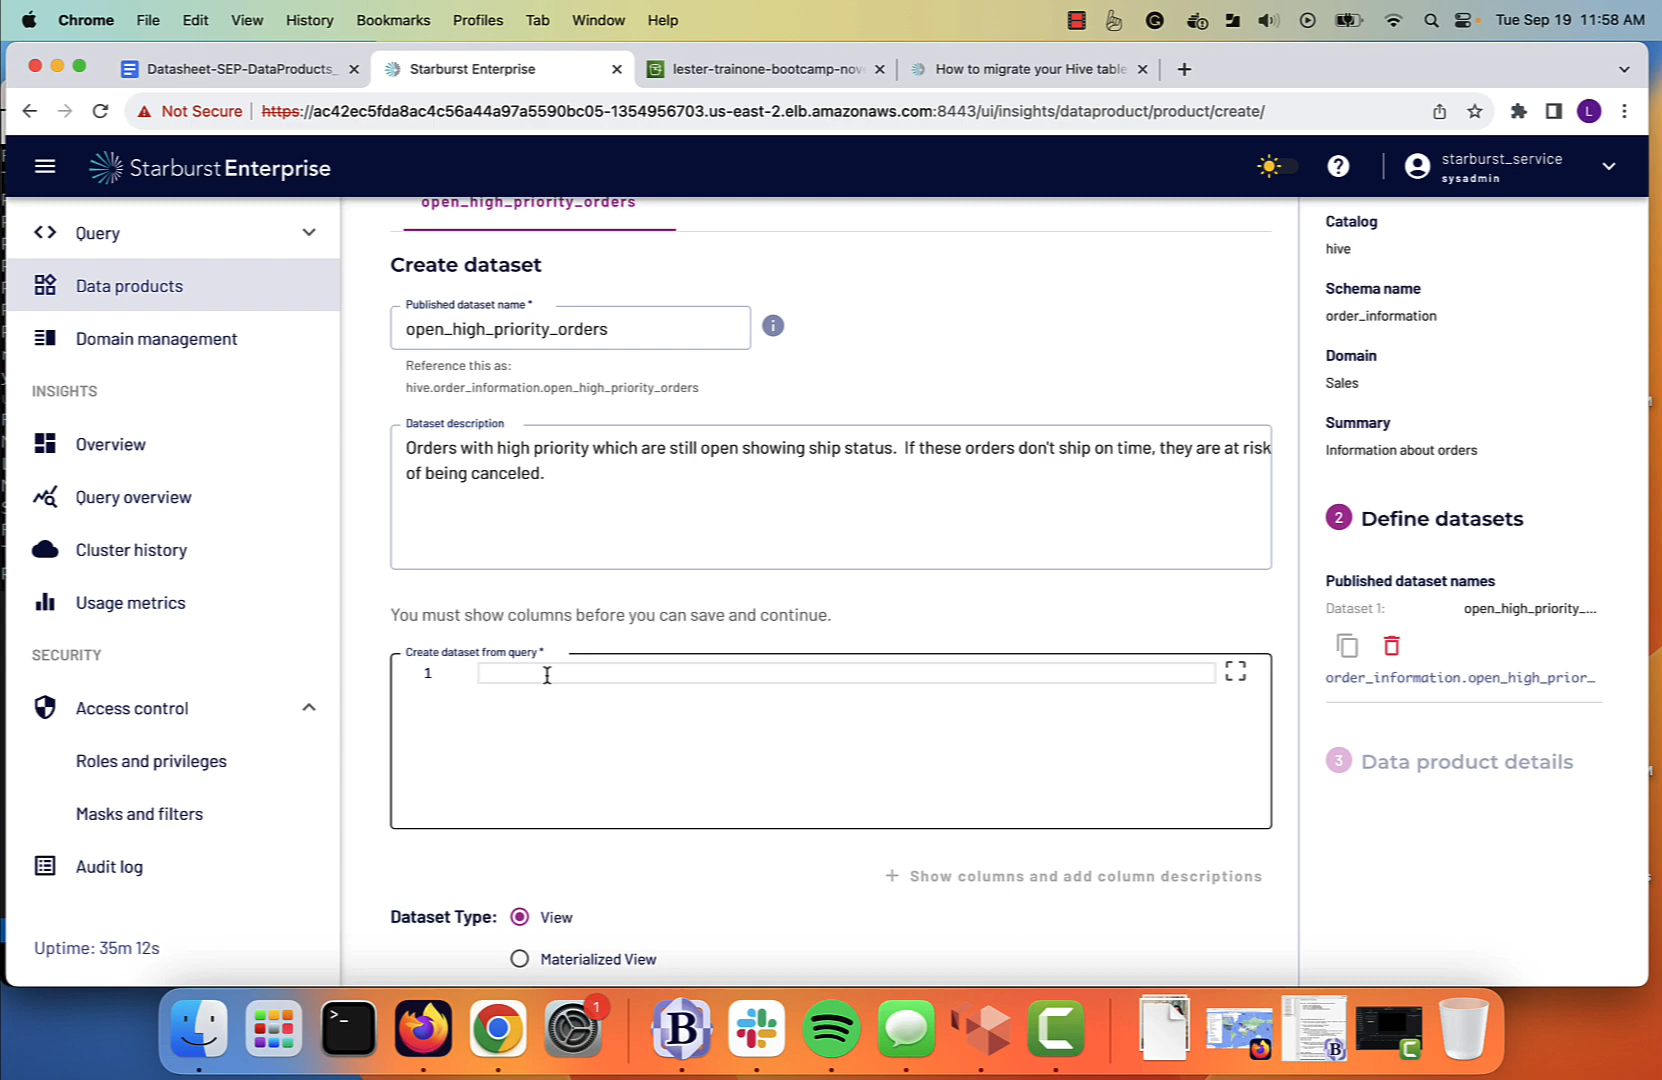 Chrome File Edit View History Bookmarks Profiles Tab Window Help Tue Sep 19 11:58 AM
Datasheet-SEP-DataProducts_ Starburst Enterprise lester-trainone-bootcamp-nov How to migrate your Hive table
Not Secure https://ac42ec5fda8ac4c56a44a97a5590bc05-1354956703.us-east-2.elb.amazonaws.com:8443/ui/insights/dataproduct/product/create/ L
Starburst Enterprise starburst_service
sysadmin
Query
Data products
Domain management
INSIGHTS
Overview
Query overview
Cluster history
Usage metrics
SECURITY
Access control
Roles and privileges
Masks and filters
Audit log
Uptime: 35m 12s
open_high_priority_orders
Create dataset
Published dataset name *
open_high_priority_orders
Reference this as:
hive.order_information.open_high_priority_orders
Dataset description
Orders with high priority which are still open showing ship status. If these orders don't ship on time, they are at risk
of being canceled.
You must show columns before you can save and continue.
Create dataset from query *
1
+ Show columns and add column descriptions
Dataset Type: View
Materialized View
Catalog
hive
Schema name
order_information
Domain
Sales
Summary
Information about orders
2 Define datasets
Published dataset names
Dataset 1: open_high_priority_...
order_information.open_high_prior...
3 Data product details
1
B